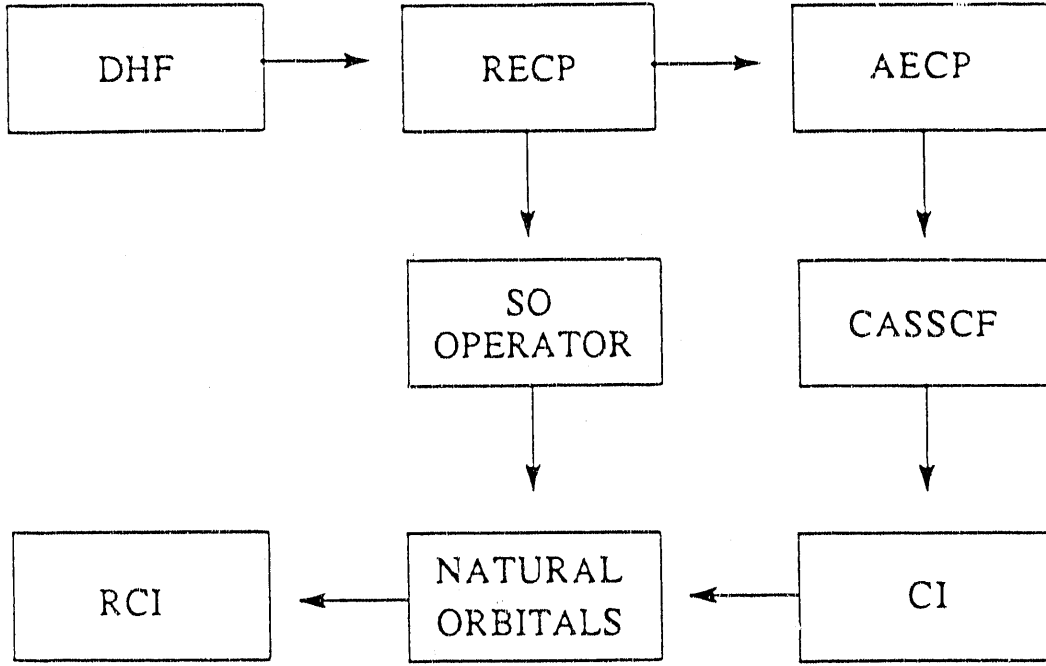 DHF
RECP
AECP
SO
OPERATOR
CASSCF
RCI
NATURAL
ORBITALS
CI